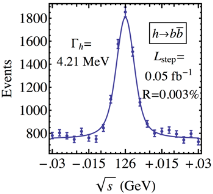 1800
1600
1400
1200
1000
800
Events
Γh=
4.21 MeV
h→bb̄
Lstep=
0.05 fb⁻¹
R=0.003%
-.03 -.015 126 +.015 +.03
√s (GeV)